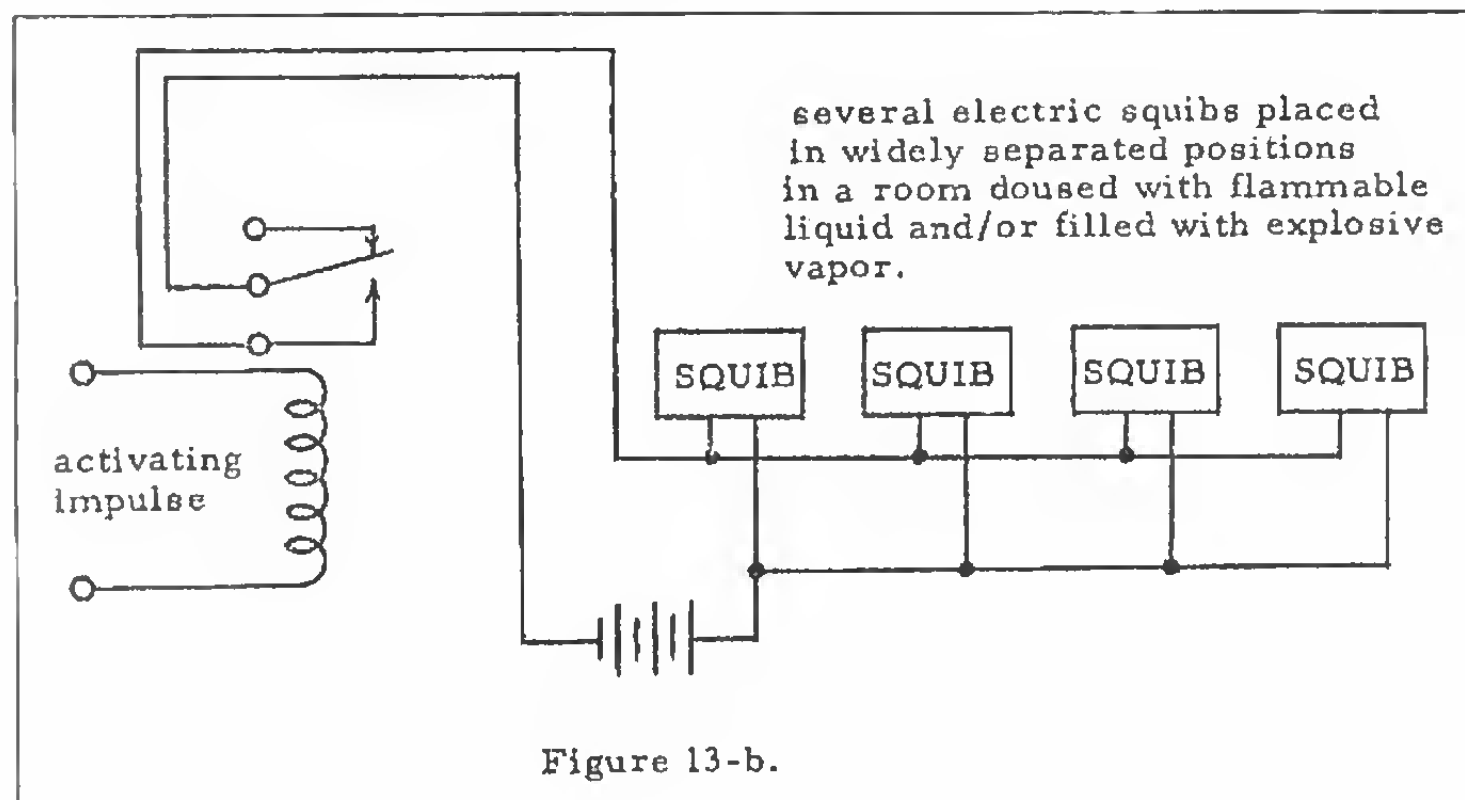 several electric squibs placed
in widely separated positions
in a room doused with flammable
liquid and/or filled with explosive
vapor.
SQUIB
SQUIB
SQUIB
SQUIB
activating
impulse
Figure 13-b.